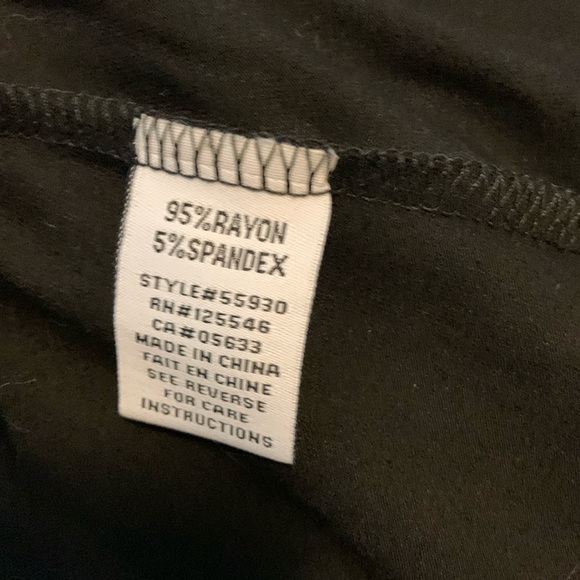 95%RAYON
5%SPANDEX
STYLE#55930
RN#125546
CA#05633
MADE IN CHINA
FAIT EN CHINE
SEE REVERSE
FOR CARE
INSTRUCTIONS